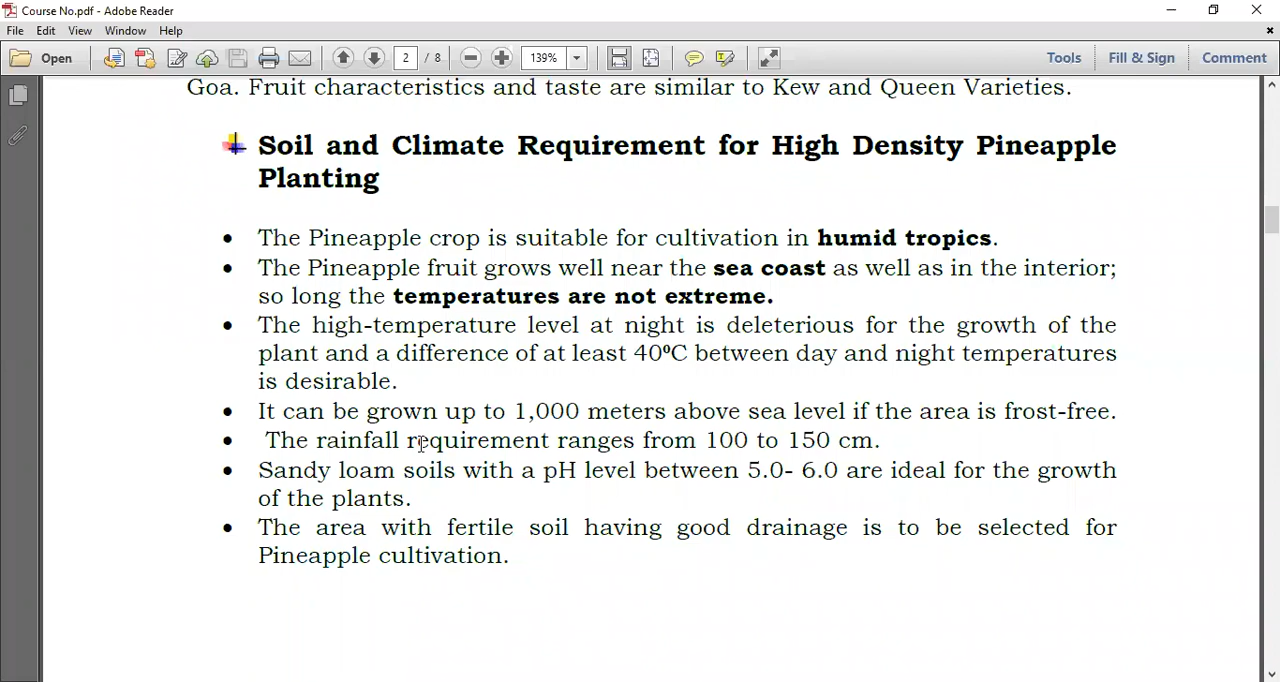 Course No.pdf - Adobe Reader
File Edit View Window Help
Open 2 / 8 139% Tools Fill & Sign Comment
Goa. Fruit characteristics and taste are similar to Kew and Queen Varieties.
Soil and Climate Requirement for High Density Pineapple
Planting
• The Pineapple crop is suitable for cultivation in humid tropics.
• The Pineapple fruit grows well near the sea coast as well as in the interior;
so long the temperatures are not extreme.
• The high-temperature level at night is deleterious for the growth of the
plant and a difference of at least 40⁰C between day and night temperatures
is desirable.
• It can be grown up to 1,000 meters above sea level if the area is frost-free.
• The rainfall requirement ranges from 100 to 150 cm.
• Sandy loam soils with a pH level between 5.0- 6.0 are ideal for the growth
of the plants.
• The area with fertile soil having good drainage is to be selected for
Pineapple cultivation.